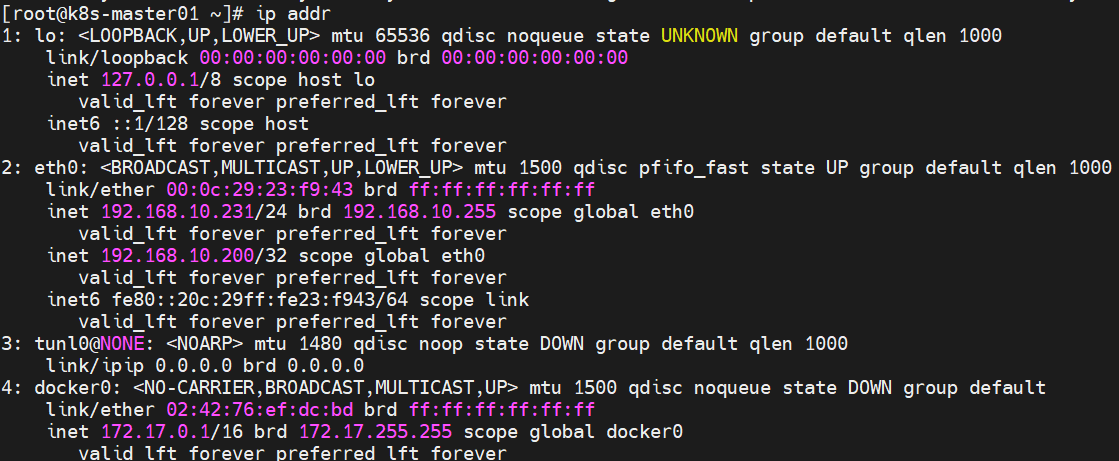 [root@k8s-master01 ~]# ip addr
1: lo: <LOOPBACK,UP,LOWER_UP> mtu 65536 qdisc noqueue state UNKNOWN group default qlen 1000
    link/loopback 00:00:00:00:00:00 brd 00:00:00:00:00:00
    inet 127.0.0.1/8 scope host lo
       valid_lft forever preferred_lft forever
    inet6 ::1/128 scope host
       valid_lft forever preferred_lft forever
2: eth0: <BROADCAST,MULTICAST,UP,LOWER_UP> mtu 1500 qdisc pfifo_fast state UP group default qlen 1000
    link/ether 00:0c:29:23:f9:43 brd ff:ff:ff:ff:ff:ff
    inet 192.168.10.231/24 brd 192.168.10.255 scope global eth0
       valid_lft forever preferred_lft forever
    inet 192.168.10.200/32 scope global eth0
       valid_lft forever preferred_lft forever
    inet6 fe80::20c:29ff:fe23:f943/64 scope link
       valid_lft forever preferred_lft forever
3: tunl0@NONE: <NOARP> mtu 1480 qdisc noop state DOWN group default qlen 1000
    link/ipip 0.0.0.0 brd 0.0.0.0
4: docker0: <NO-CARRIER,BROADCAST,MULTICAST,UP> mtu 1500 qdisc noqueue state DOWN group default
    link/ether 02:42:76:ef:dc:bd brd ff:ff:ff:ff:ff:ff
    inet 172.17.0.1/16 brd 172.17.255.255 scope global docker0
       valid_lft forever preferred_lft forever